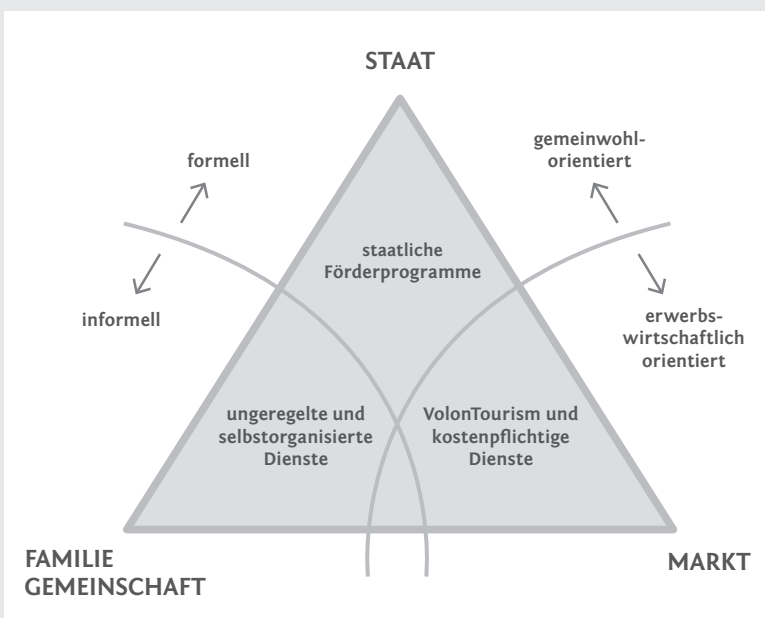 STAAT
formell
gemeinwohl-
orientiert
staatliche
Förderprogramme
informell
erwerbs-
wirtschaftlich
orientiert
ungeregelte und
selbstorganisierte
Dienste
VolonTourism und
kostenpflichtige
Dienste
FAMILIE
GEMEINSCHAFT
MARKT